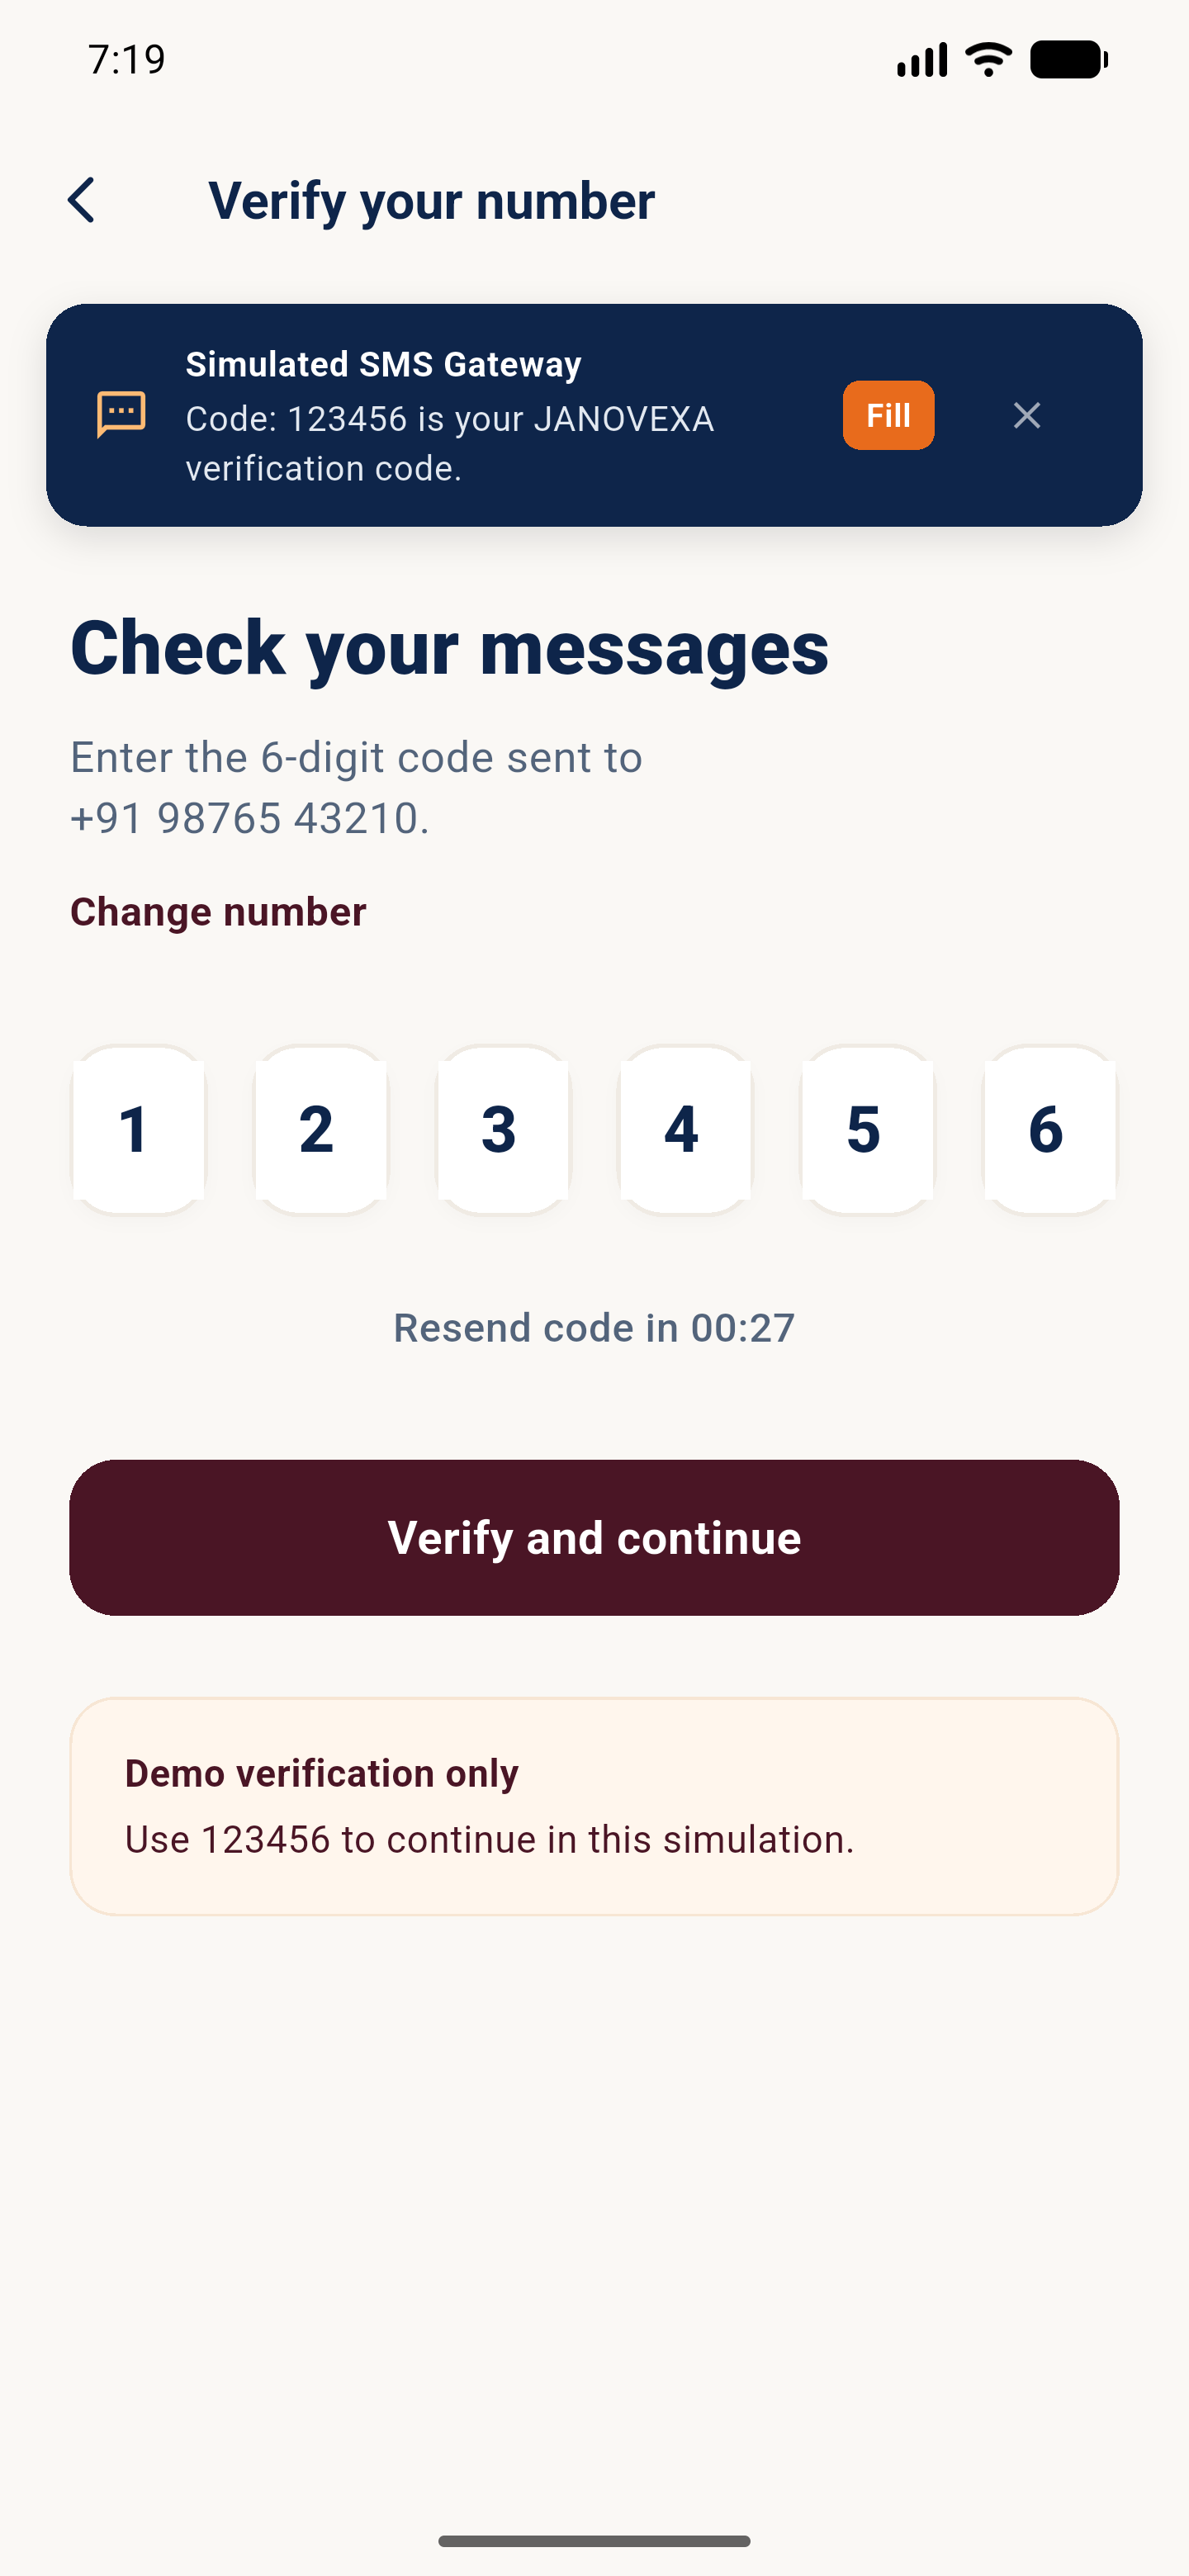 7:19
Verify your number
Simulated SMS Gateway
Code: 123456 is your JANOVEXA
verification code.
Fill
Check your messages
Enter the 6-digit code sent to
+91 98765 43210.
Change number
1 2 3 4 5 6
Resend code in 00:27
Verify and continue
Demo verification only
Use 123456 to continue in this simulation.